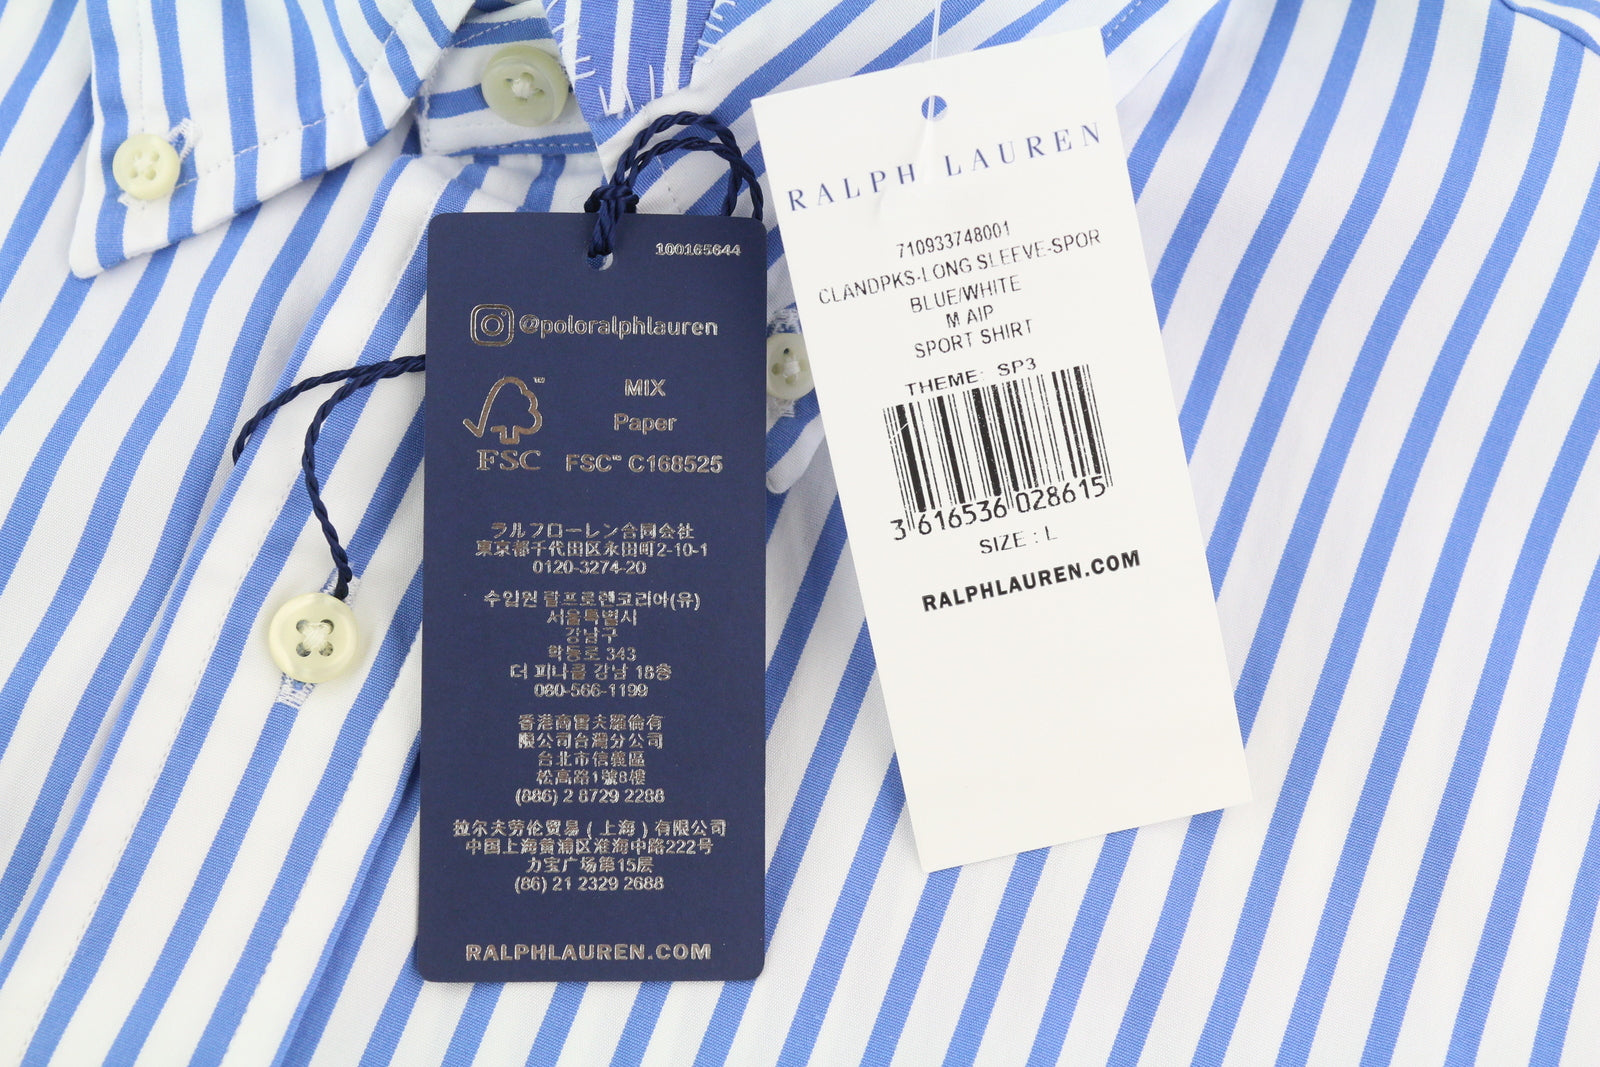 100165644
@poloralphlauren
MIX
Paper
FSC™ C168525
FSC
ラルフローレン合同会社
東京都千代田区永田町2-10-1
0120-3274-20
수입원 랄프로렌코리아(유)
서울특별시
강남구
학동로 343
더 피나클 강남 18층
080-566-1199
香港商雷夫羅倫有
限公司台灣分公司
台北市信義區
松高路1號8樓
(886) 2 8729 2288
拉尔夫劳伦贸易（上海）有限公司
中国上海黄浦区淮海中路222号
力宝广场第15层
(86) 21 2329 2688
RALPHLAUREN.COM
RALPH LAUREN
710933748001
CLANDPKS-LONG SLEEVE-SPOR
BLUE/WHITE
M AIP
SPORT SHIRT
THEME: SP3
3 616536 028615
SIZE : L
RALPHLAUREN.COM